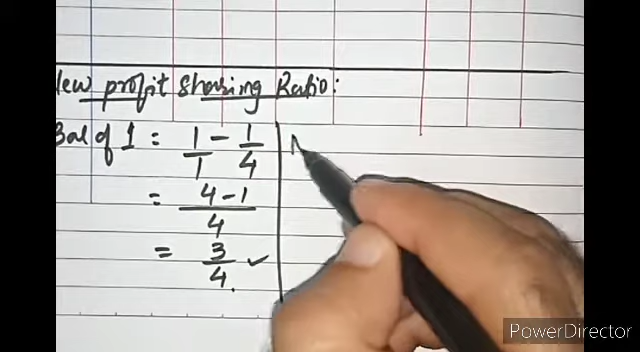 New profit Sharing Ratio:
Bal of 1 = 1/1 - 1/4
= 4-1/4
= 3/4 ✓
PowerDirector